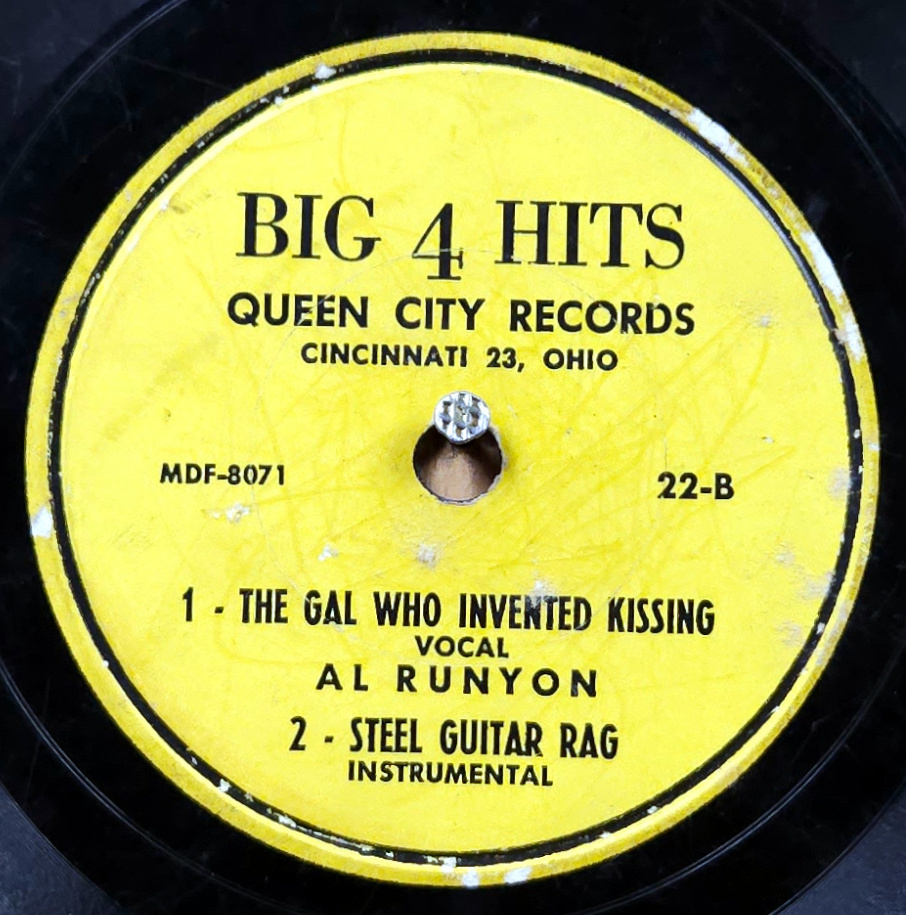 BIG 4 HITS
QUEEN CITY RECORDS
CINCINNATI 23, OHIO
MDF-8071
22-B
1 - THE GAL WHO INVENTED KISSING
VOCAL
AL RUNYON
2 - STEEL GUITAR RAG
INSTRUMENTAL